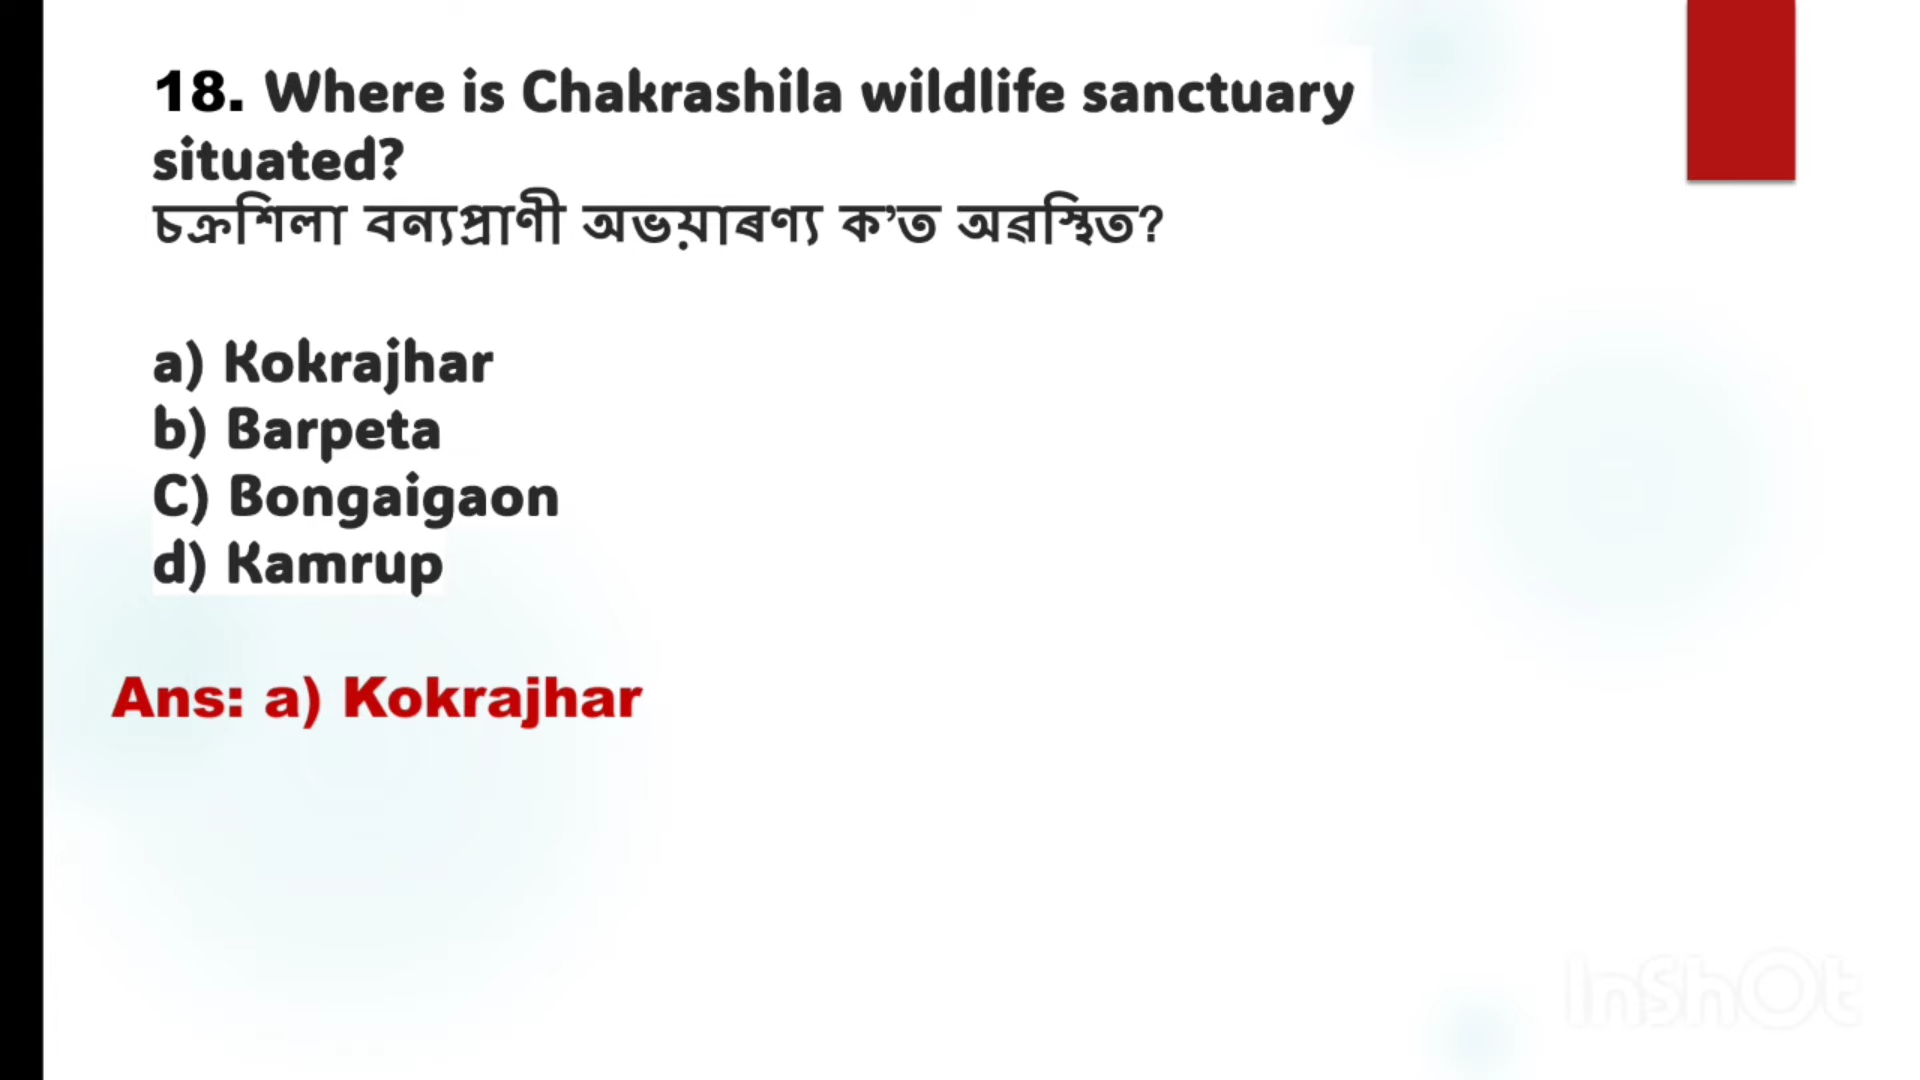 18. Where is Chakrashila wildlife sanctuary
situated?
চক্ৰশিলা বন্যপ্ৰাণী অভয়াৰণ্য ক’ত অৱস্থিত?
a) Kokrajhar
b) Barpeta
C) Bongaigaon
d) Kamrup
Ans: a) Kokrajhar
InShOt